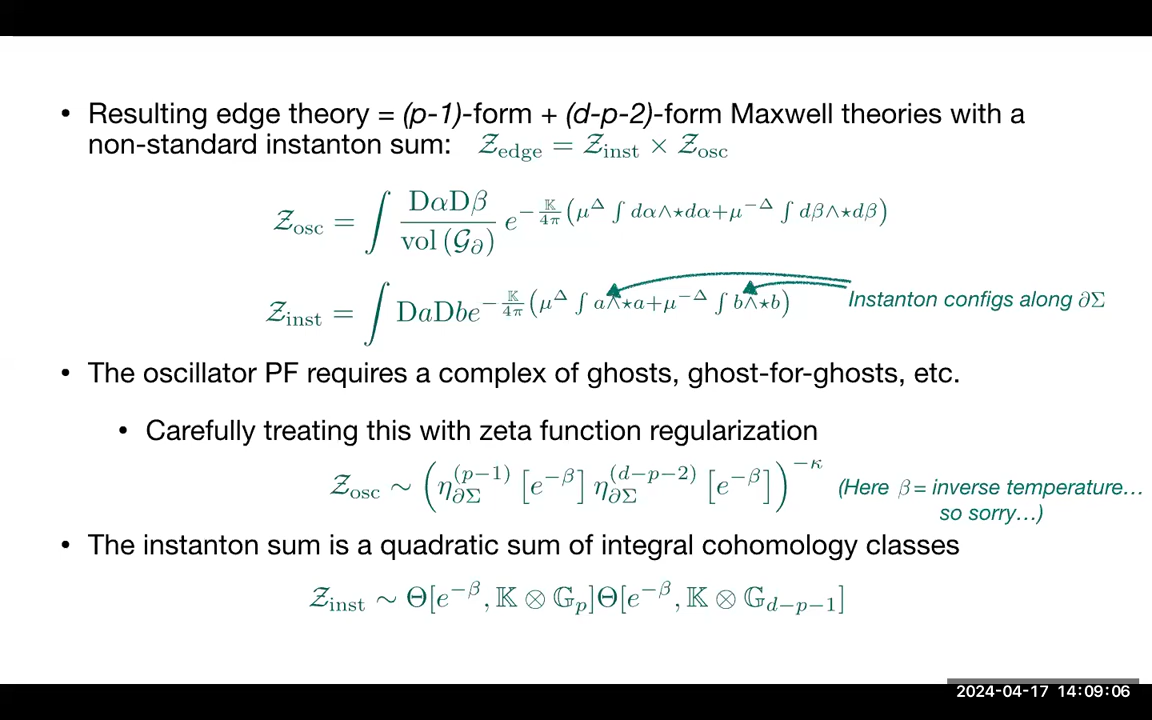 • Resulting edge theory = (p-1)-form + (d-p-2)-form Maxwell theories with a
non-standard instanton sum: 𝒵_edge = 𝒵_inst × 𝒵_osc
𝒵_osc = ∫ DαDβ / vol(𝒢_∂) e^{−𝕂/4π (μ^Δ ∫ dα∧⋆dα + μ^{−Δ} ∫ dβ∧⋆dβ)}
𝒵_inst = ∫ DaDb e^{−𝕂/4π (μ^Δ ∫ a∧⋆a + μ^{−Δ} ∫ b∧⋆b)} Instanton configs along ∂Σ
• The oscillator PF requires a complex of ghosts, ghost-for-ghosts, etc.
• Carefully treating this with zeta function regularization
𝒵_osc ∼ (η_{∂Σ}^{(p−1)} [e^{−β}] η_{∂Σ}^{(d−p−2)} [e^{−β}])^{−κ} (Here β = inverse temperature…
so sorry…)
• The instanton sum is a quadratic sum of integral cohomology classes
𝒵_inst ∼ Θ[e^{−β}, 𝕂 ⊗ 𝔾_p]Θ[e^{−β}, 𝕂 ⊗ 𝔾_{d−p−1}]
2024-04-17 14:09:06